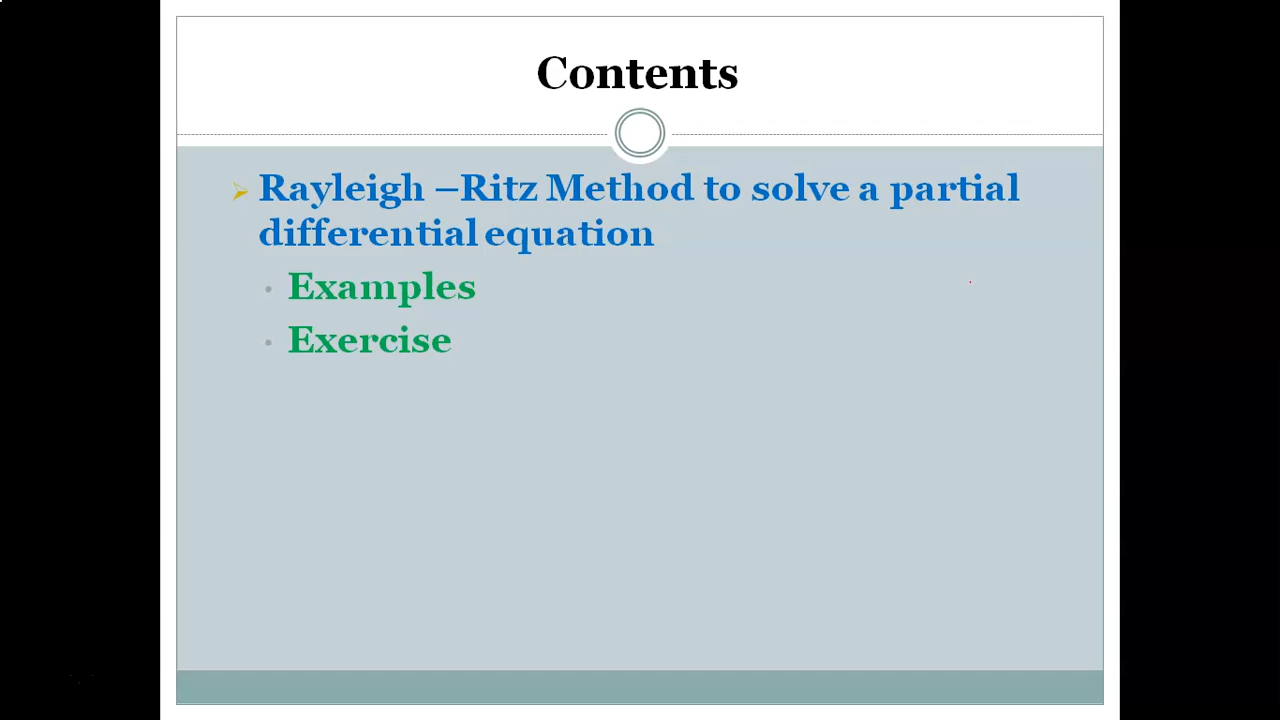 Contents
Rayleigh –Ritz Method to solve a partial
differential equation
Examples
Exercise